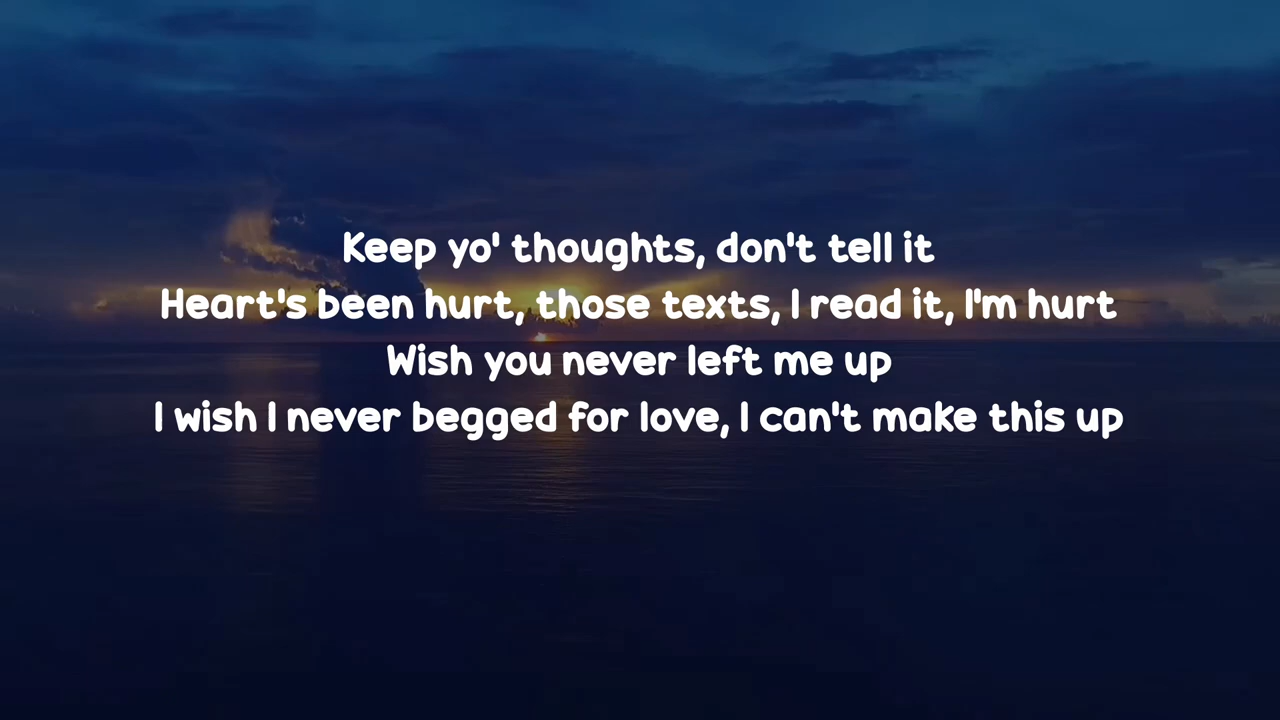 Keep yo' thoughts, don't tell it
Heart's been hurt, those texts, I read it, I'm hurt
Wish you never left me up
I wish I never begged for love, I can't make this up